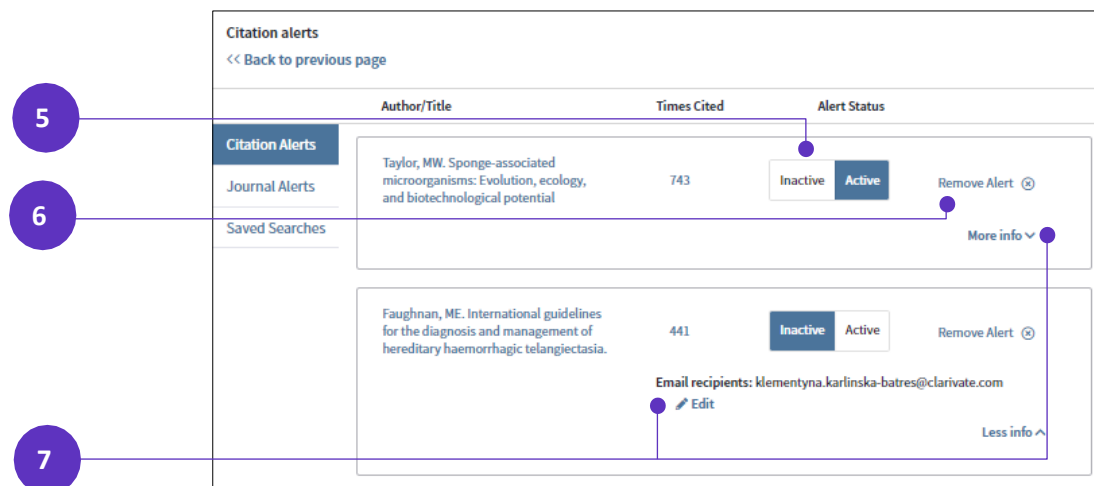 Citation alerts
<< Back to previous page
Author/Title Times Cited Alert Status
5
Citation Alerts
Journal Alerts
Saved Searches
Taylor, MW. Sponge-associated
microorganisms: Evolution, ecology,
and biotechnological potential
743
Inactive Active
Remove Alert
6
More info
Faughnan, ME. International guidelines
for the diagnosis and management of
hereditary haemorrhagic telangiectasia.
441
Inactive Active
Remove Alert
Email recipients: klementyna.karlinska-batres@clarivate.com
Edit
Less info
7